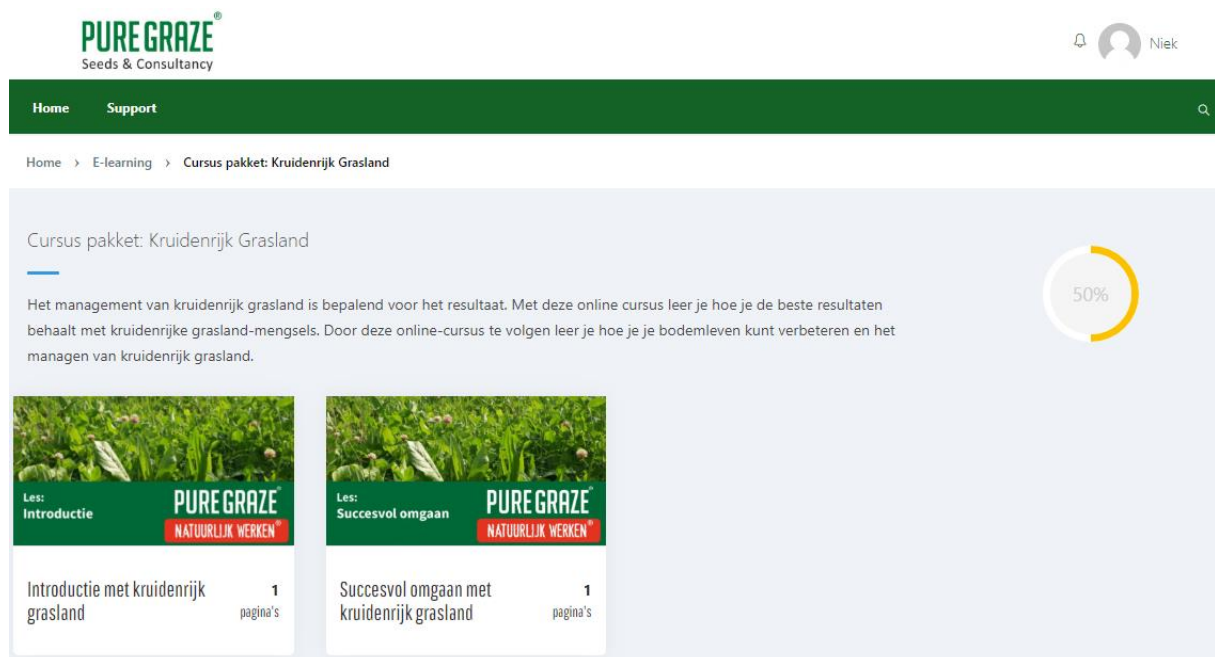 PURE GRAZE®
Seeds & Consultancy
Niek
Home Support
Home > E-learning > Cursus pakket: Kruidenrijk Grasland
Cursus pakket: Kruidenrijk Grasland
Het management van kruidenrijk grasland is bepalend voor het resultaat. Met deze online cursus leer je hoe je de beste resultaten
behaalt met kruidenrijke grasland-mengsels. Door deze online-cursus te volgen leer je hoe je je bodemleven kunt verbeteren en het
managen van kruidenrijk grasland.
50%
Les:
Introductie
PURE GRAZE®
NATUURLIJK WERKEN®
Introductie met kruidenrijk
grasland
1
pagina's
Les:
Succesvol omgaan
PURE GRAZE®
NATUURLIJK WERKEN®
Succesvol omgaan met
kruidenrijk grasland
1
pagina's